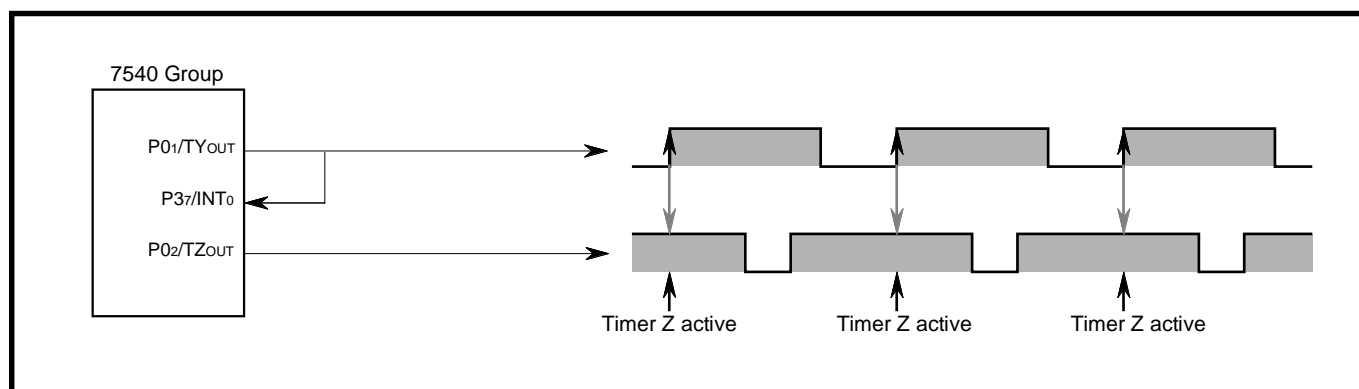 7540 Group
P01/TYOUT
P37/INT0
P02/TZOUT
Timer Z active
Timer Z active
Timer Z active